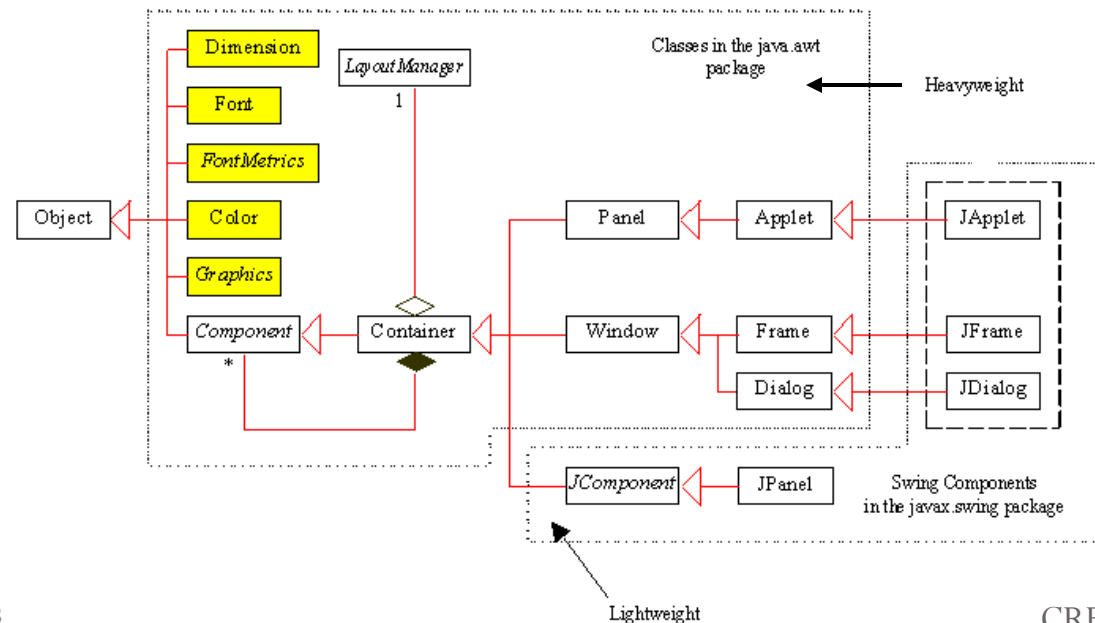 Dimension
LayoutManager
Classes in the java.awt
package
1
Heavyweight
Font
FontMetrics
Object
Color
Panel
Applet
JApplet
Graphics
Component
Container
Window
Frame
JFrame
*
Dialog
JDialog
JComponent
JPanel
Swing Components
in the javax.swing package
Lightweight